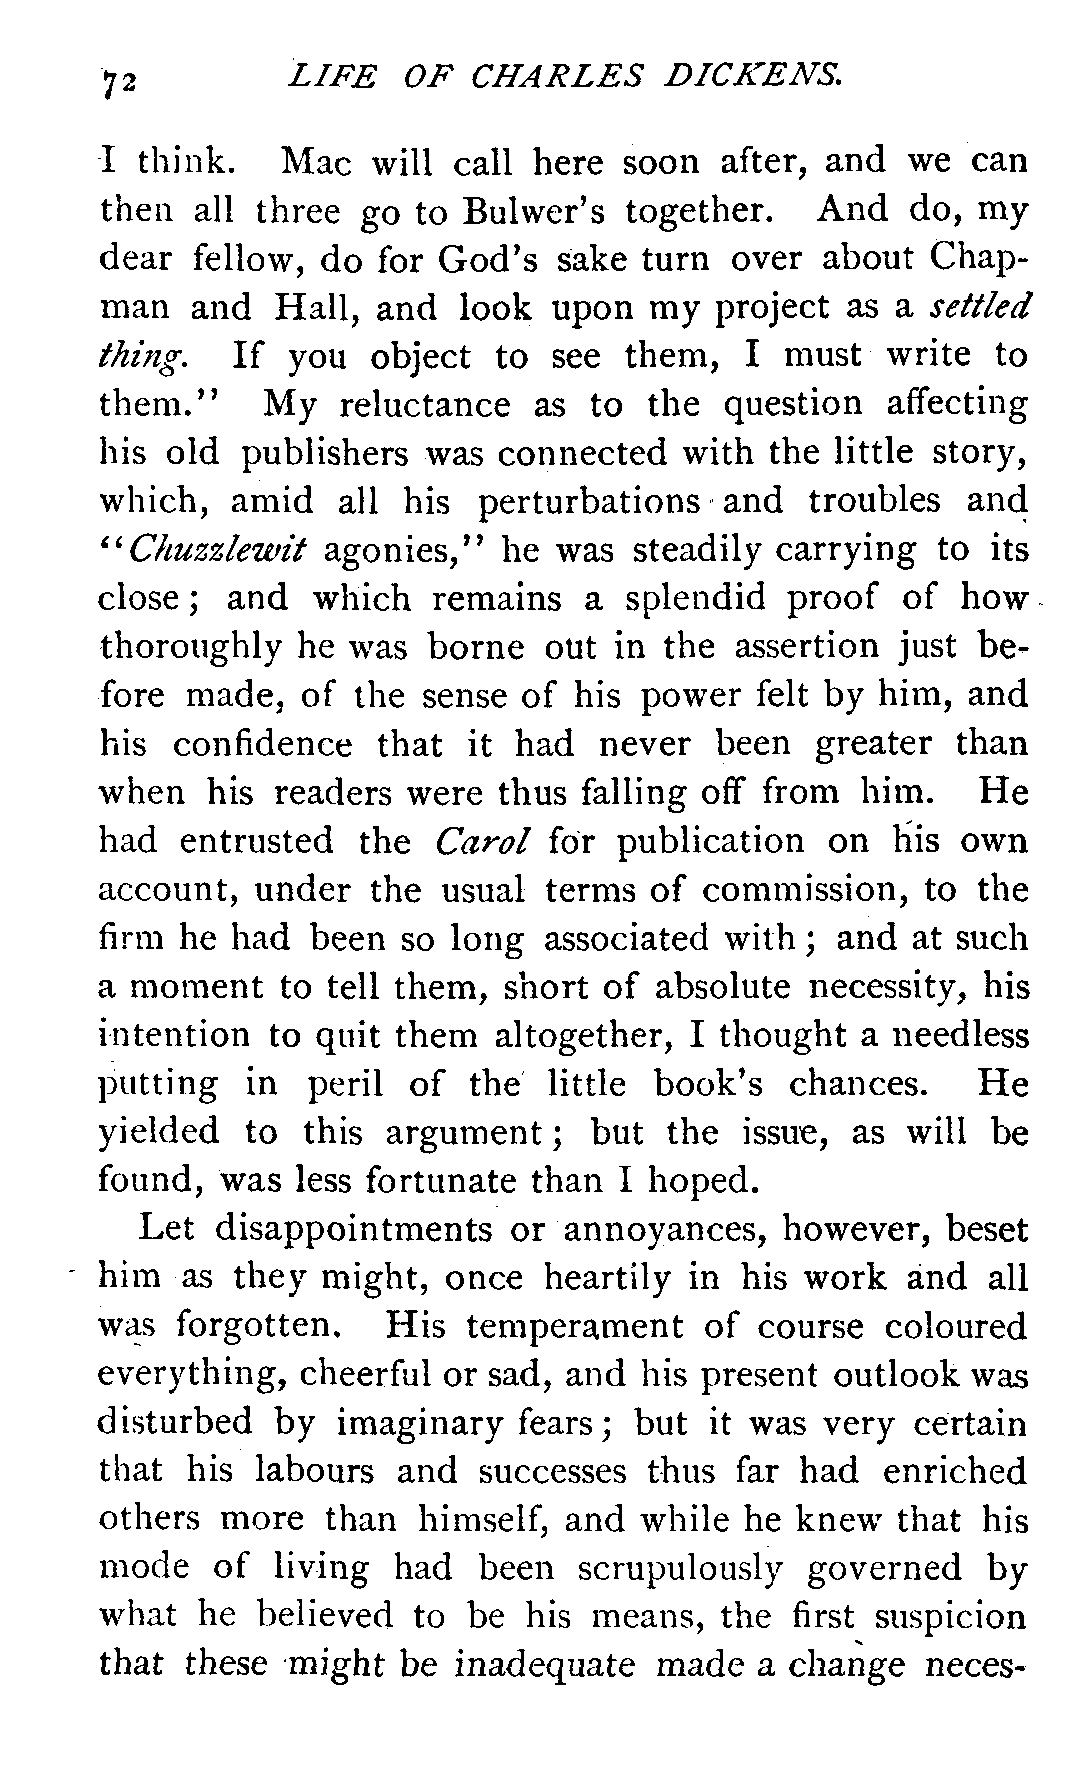 72 LIFE OF CHARLES DICKENS.
I think. Mac will call here soon after, and we can
then all three go to Bulwer's together. And do, my
dear fellow, do for God's sake turn over about Chap-
man and Hall, and look upon my project as a settled
thing. If you object to see them, I must write to
them." My reluctance as to the question affecting
his old publishers was connected with the little story,
which, amid all his perturbations and troubles and
"Chuzzlewit agonies," he was steadily carrying to its
close; and which remains a splendid proof of how
thoroughly he was borne out in the assertion just be-
fore made, of the sense of his power felt by him, and
his confidence that it had never been greater than
when his readers were thus falling off from him. He
had entrusted the Carol for publication on his own
account, under the usual terms of commission, to the
firm he had been so long associated with; and at such
a moment to tell them, short of absolute necessity, his
intention to quit them altogether, I thought a needless
putting in peril of the little book's chances. He
yielded to this argument; but the issue, as will be
found, was less fortunate than I hoped.
Let disappointments or annoyances, however, beset
him as they might, once heartily in his work and all
was forgotten. His temperament of course coloured
everything, cheerful or sad, and his present outlook was
disturbed by imaginary fears; but it was very certain
that his labours and successes thus far had enriched
others more than himself, and while he knew that his
mode of living had been scrupulously governed by
what he believed to be his means, the first suspicion
that these might be inadequate made a change neces-